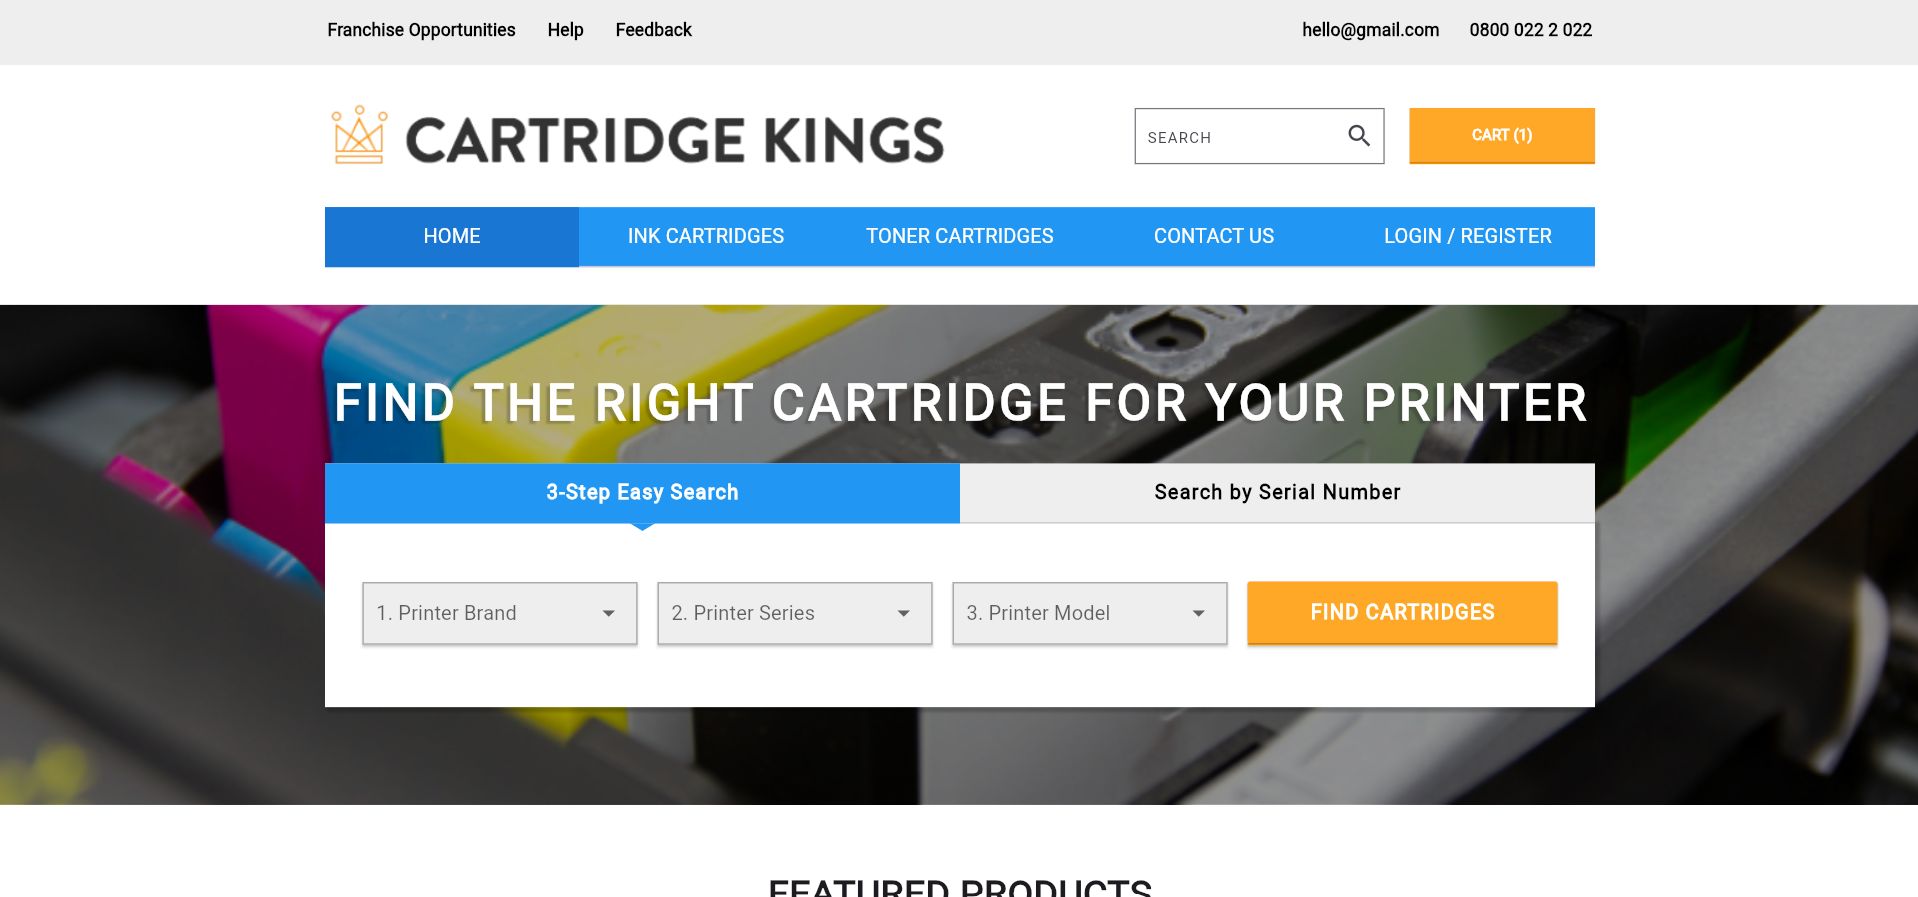 Franchise Opportunities Help Feedback hello@gmail.com 0800 022 2 022
CARTRIDGE KINGS
SEARCH
CART (1)
HOME INK CARTRIDGES TONER CARTRIDGES CONTACT US LOGIN / REGISTER
FIND THE RIGHT CARTRIDGE FOR YOUR PRINTER
3-Step Easy Search Search by Serial Number
1. Printer Brand 2. Printer Series 3. Printer Model FIND CARTRIDGES
FEATURED PRODUCTS